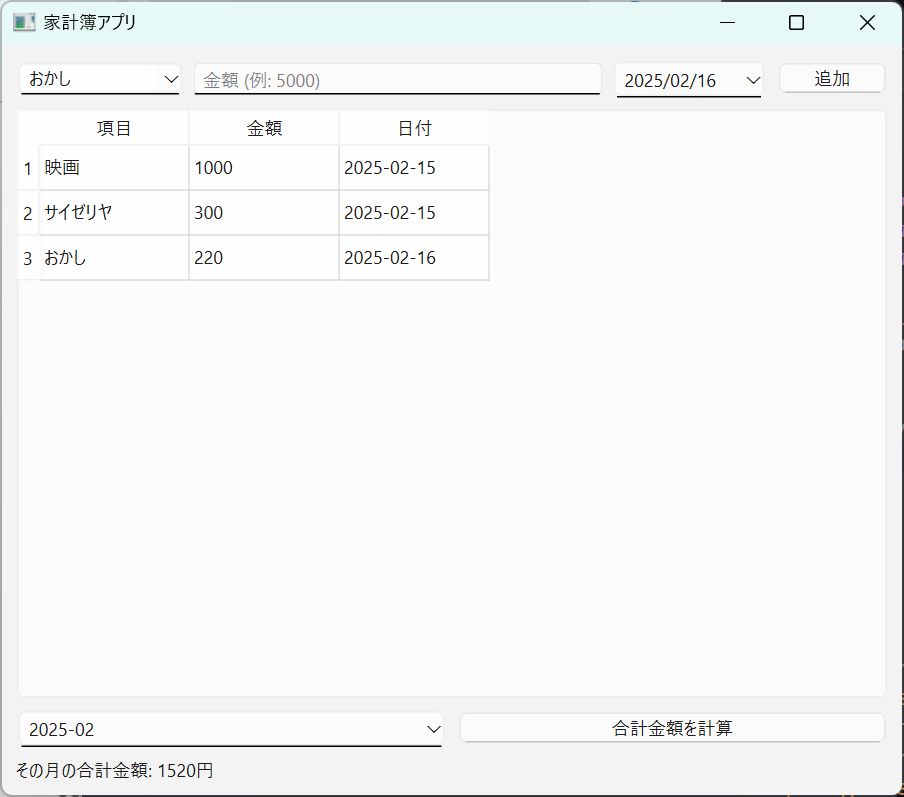 家計簿アプリ
おかし 金額 (例: 5000) 2025/02/16 追加
項目 金額 日付
1 映画 1000 2025-02-15
2 サイゼリヤ 300 2025-02-15
3 おかし 220 2025-02-16
2025-02 合計金額を計算
その月の合計金額: 1520円